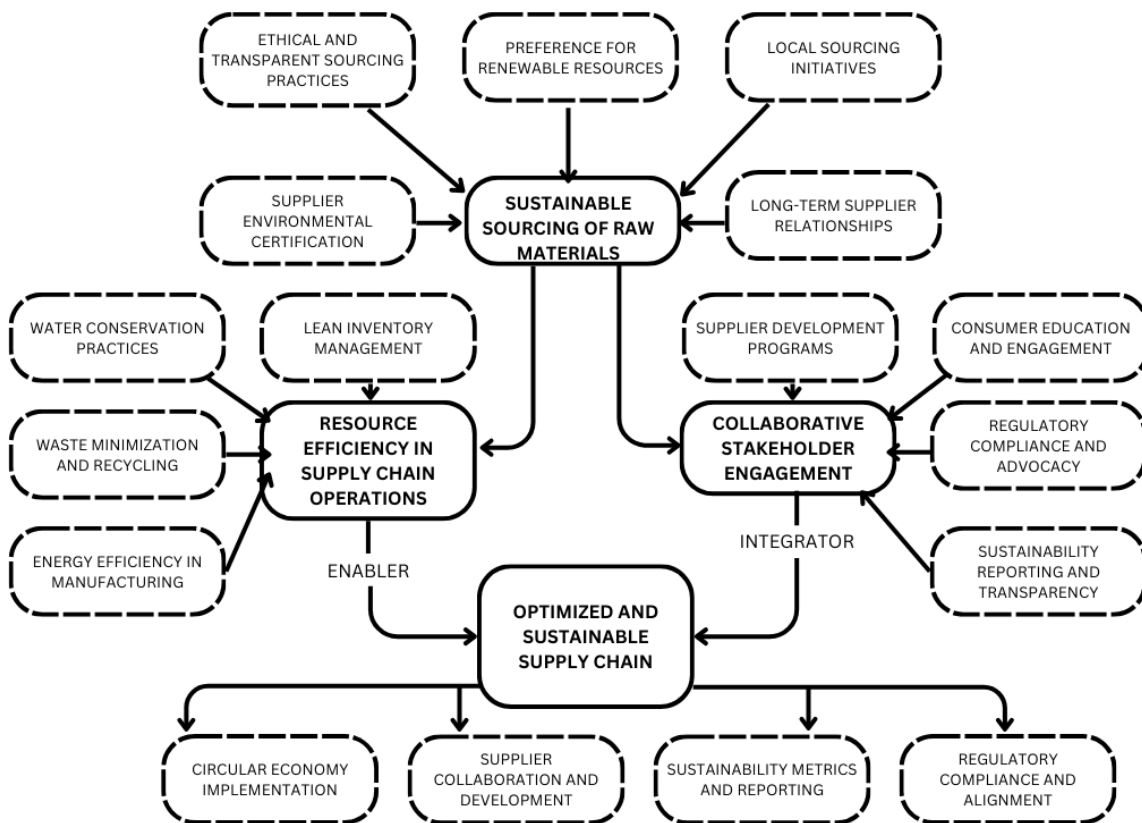 ETHICAL AND
TRANSPARENT SOURCING
PRACTICES
PREFERENCE FOR
RENEWABLE RESOURCES
LOCAL SOURCING
INITIATIVES
SUPPLIER
ENVIRONMENTAL
CERTIFICATION
SUSTAINABLE
SOURCING OF RAW
MATERIALS
LONG-TERM SUPPLIER
RELATIONSHIPS
WATER CONSERVATION
PRACTICES
LEAN INVENTORY
MANAGEMENT
SUPPLIER DEVELOPMENT
PROGRAMS
CONSUMER EDUCATION
AND ENGAGEMENT
WASTE MINIMIZATION
AND RECYCLING
RESOURCE
EFFICIENCY IN
SUPPLY CHAIN
OPERATIONS
COLLABORATIVE
STAKEHOLDER
ENGAGEMENT
REGULATORY
COMPLIANCE AND
ADVOCACY
ENERGY EFFICIENCY IN
MANUFACTURING
ENABLER
INTEGRATOR
SUSTAINABILITY
REPORTING AND
TRANSPARENCY
OPTIMIZED AND
SUSTAINABLE
SUPPLY CHAIN
CIRCULAR ECONOMY
IMPLEMENTATION
SUPPLIER
COLLABORATION AND
DEVELOPMENT
SUSTAINABILITY METRICS
AND REPORTING
REGULATORY
COMPLIANCE AND
ALIGNMENT